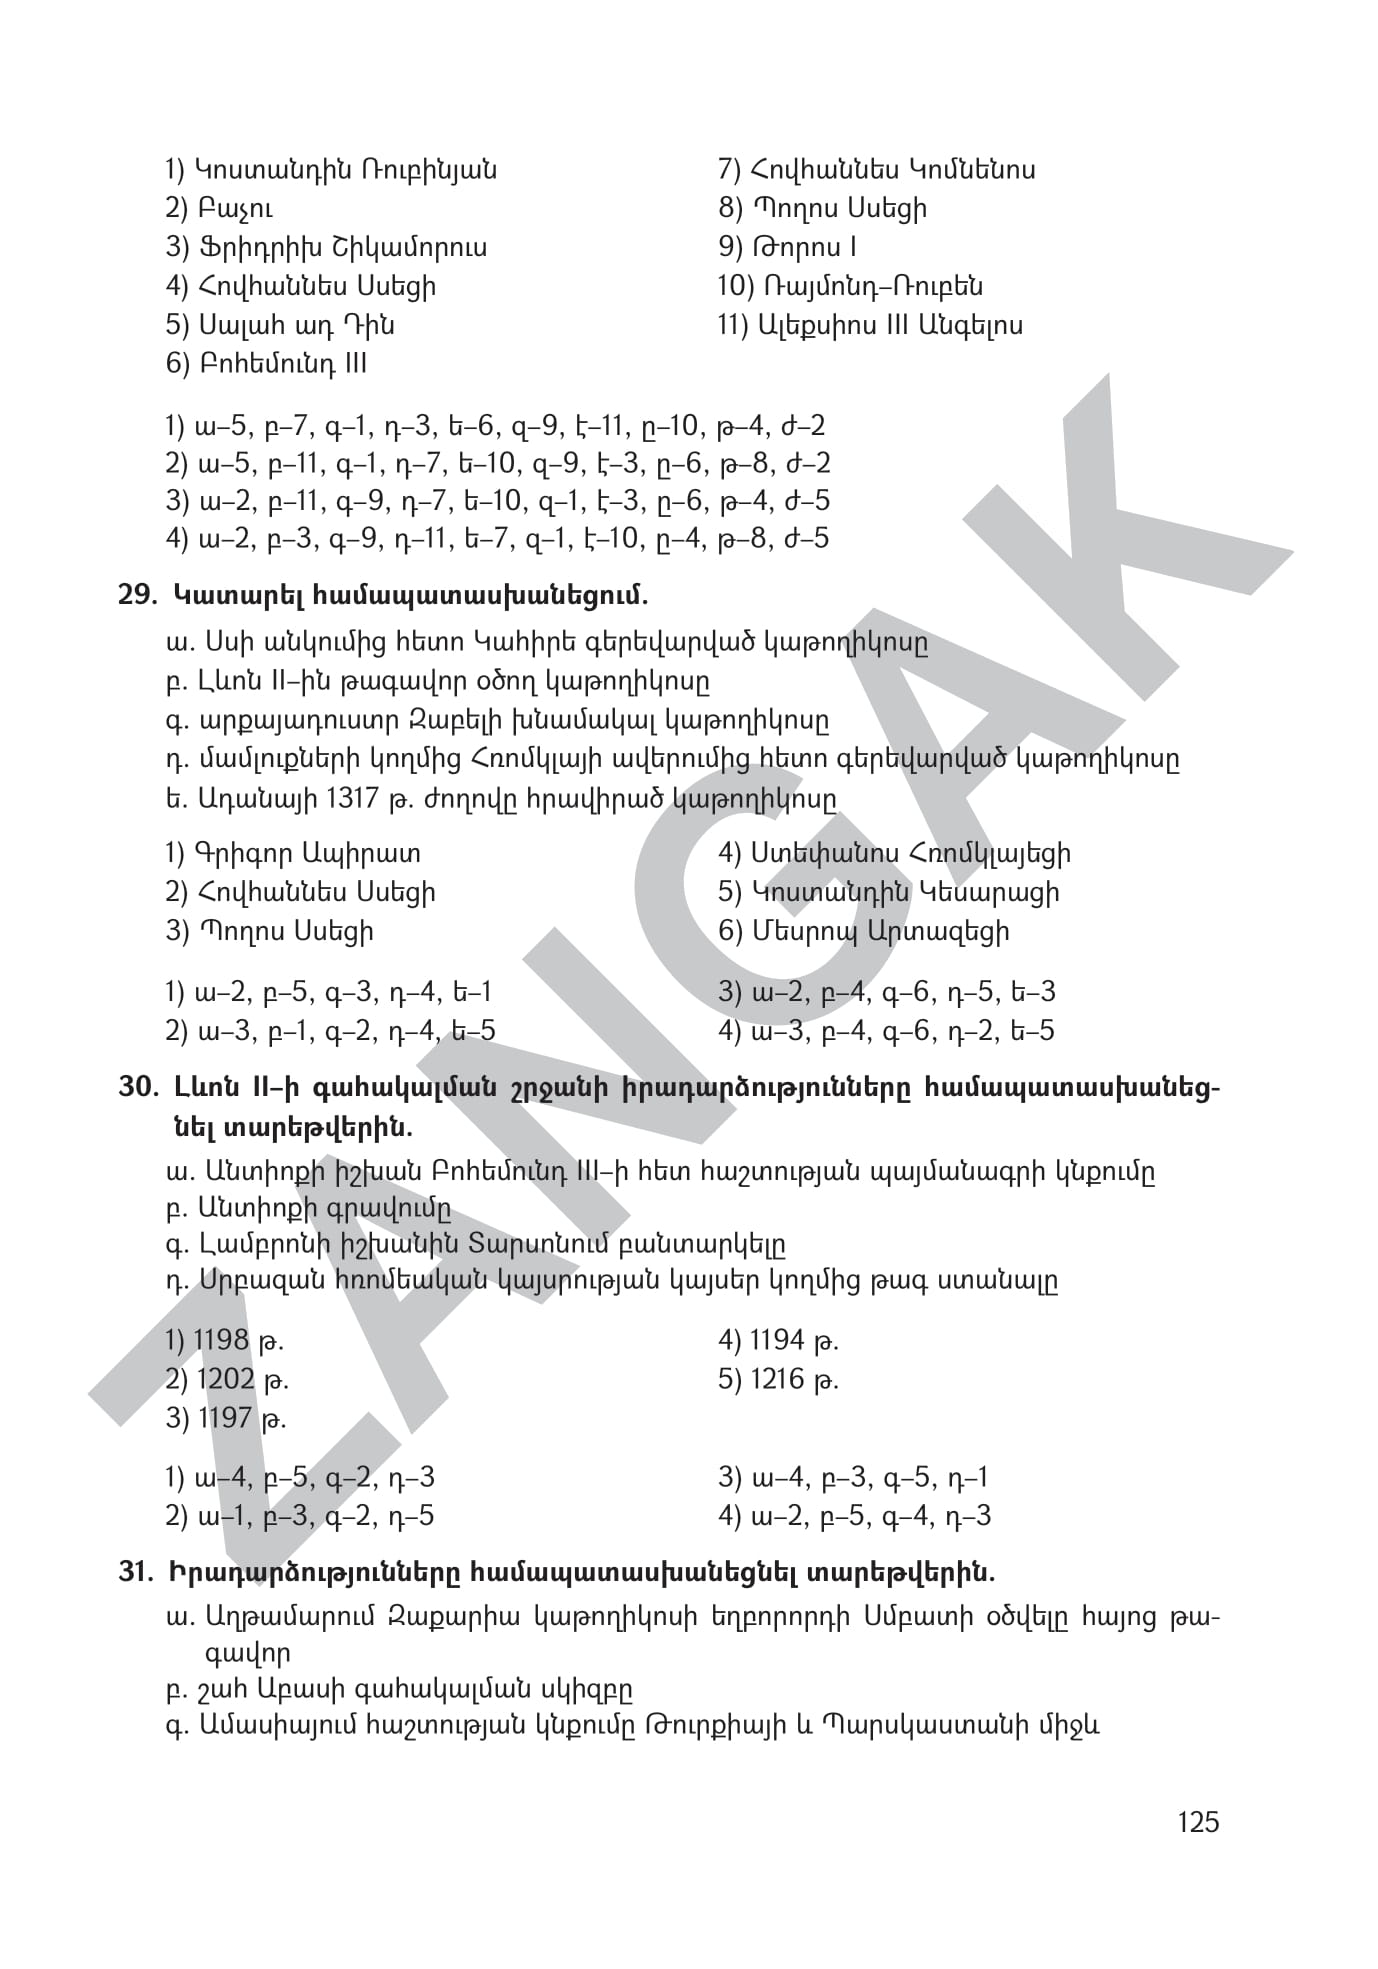 1) Կոստանդին Ռուբինյան
2) Բաչու
3) Ֆրիդրիխ Շիկամորուս
4) Հովհաննես Սսեցի
5) Սալահ ադ Դին
6) Բոհեմունդ III
7) Հովհաննես Կոմնենոս
8) Պողոս Սսեցի
9) Թորոս I
10) Ռայմոնդ–Ռուբեն
11) Ալեքսիոս III Անգելոս
1) ա–5, բ–7, գ–1, դ–3, ե–6, զ–9, է–11, ը–10, թ–4, ժ–2
2) ա–5, բ–11, գ–1, դ–7, ե–10, զ–9, է–3, ը–6, թ–8, ժ–2
3) ա–2, բ–11, գ–9, դ–7, ե–10, զ–1, է–3, ը–6, թ–4, ժ–5
4) ա–2, բ–3, գ–9, դ–11, ե–7, զ–1, է–10, ը–4, թ–8, ժ–5
29. Կատարել համապատասխանեցում.
ա. Սսի անկումից հետո Կահիրե գերեվարված կաթողիկոսը
բ. Լևոն II–ին թագավոր օծող կաթողիկոսը
գ. արքայադուստր Զաբելի խնամակալ կաթողիկոսը
դ. մամլուքների կողմից Հռոմկլայի ավերումից հետո գերեվարված կաթողիկոսը
ե. Ադանայի 1317 թ. ժողովը հրավիրած կաթողիկոսը
1) Գրիգոր Ապիրատ
2) Հովհաննես Սսեցի
3) Պողոս Սսեցի
4) Ստեփանոս Հռոմկլայեցի
5) Կոստանդին Կեսարացի
6) Մեսրոպ Արտազեցի
1) ա–2, բ–5, գ–3, դ–4, ե–1
2) ա–3, բ–1, գ–2, դ–4, ե–5
3) ա–2, բ–4, գ–6, դ–5, ե–3
4) ա–3, բ–4, գ–6, դ–2, ե–5
30. Լևոն II–ի գահակալման շրջանի իրադարձությունները համապատասխանեց-
նել տարեթվերին.
ա. Անտիոքի իշխան Բոհեմունդ III–ի հետ հաշտության պայմանագրի կնքումը
բ. Անտիոքի գրավումը
գ. Լամբրոնի իշխանին Տարսոնում բանտարկելը
դ. Սրբազան հռոմեական կայսրության կայսեր կողմից թագ ստանալը
1) 1198 թ.
2) 1202 թ.
3) 1197 թ.
4) 1194 թ.
5) 1216 թ.
1) ա–4, բ–5, գ–2, դ–3
2) ա–1, բ–3, գ–2, դ–5
3) ա–4, բ–3, գ–5, դ–1
4) ա–2, բ–5, գ–4, դ–3
31. Իրադարձությունները համապատասխանեցնել տարեթվերին.
ա. Աղթամարում Զաքարիա կաթողիկոսի եղբորորդի Սմբատի օծվելը հայոց թա-
գավոր
բ. շահ Աբասի գահակալման սկիզբը
գ. Ամասիայում հաշտության կնքումը Թուրքիայի և Պարսկաստանի միջև
125
ZANGAK